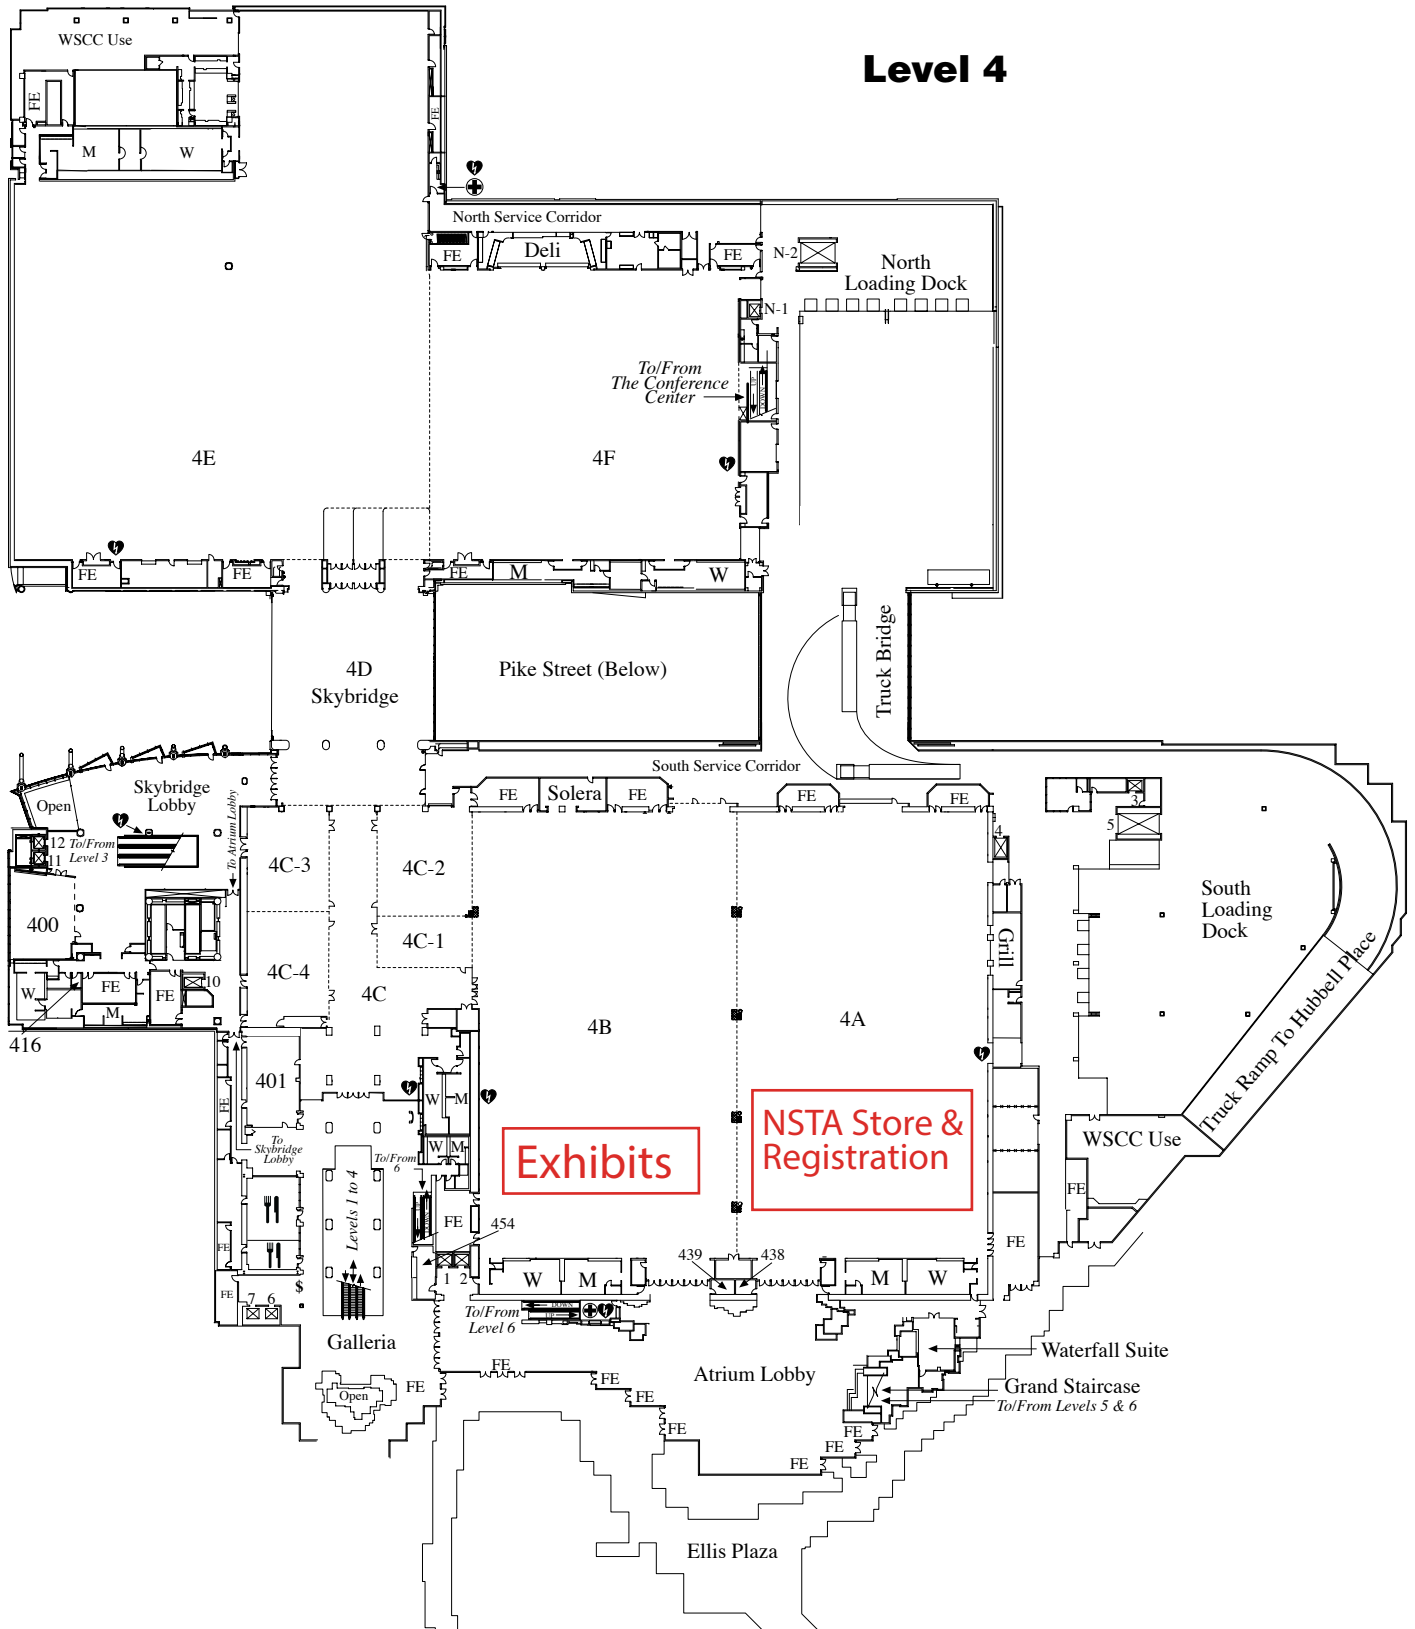 Level 4
WSCC Use
FE
M
W
FE
North Service Corridor
FE
Deli
FE
N-2
North
Loading Dock
N-1
To/From
The Conference
Center
UP
DOWN
4E
4F
FE
FE
FE
M
W
4D
Skybridge
Pike Street (Below)
Truck Bridge
South Service Corridor
Skybridge
Lobby
Open
12
11
To/From
Level 3
To Atrium Lobby
FE
Solera
FE
FE
FE
3
4
5
4C-3
4C-2
4C-1
4C-4
4C
400
W
FE
M
FE
10
416
South
Loading
Dock
Grill
4B
4A
Truck Ramp To Hubbell Place
401
W
M
W
M
To
Skybridge
Lobby
To/From
6
Levels 1 to 4
UP
DOWN
FE
FE
FE
FE
454
1
2
7
6
$
Exhibits
NSTA Store &
Registration
WSCC Use
FE
FE
W
M
439
438
M
W
To/From
Level 6
DOWN
UP
Galleria
Open
FE
FE
FE
FE
Atrium Lobby
Waterfall Suite
Grand Staircase
To/From Levels 5 & 6
FE
FE
FE
Ellis Plaza